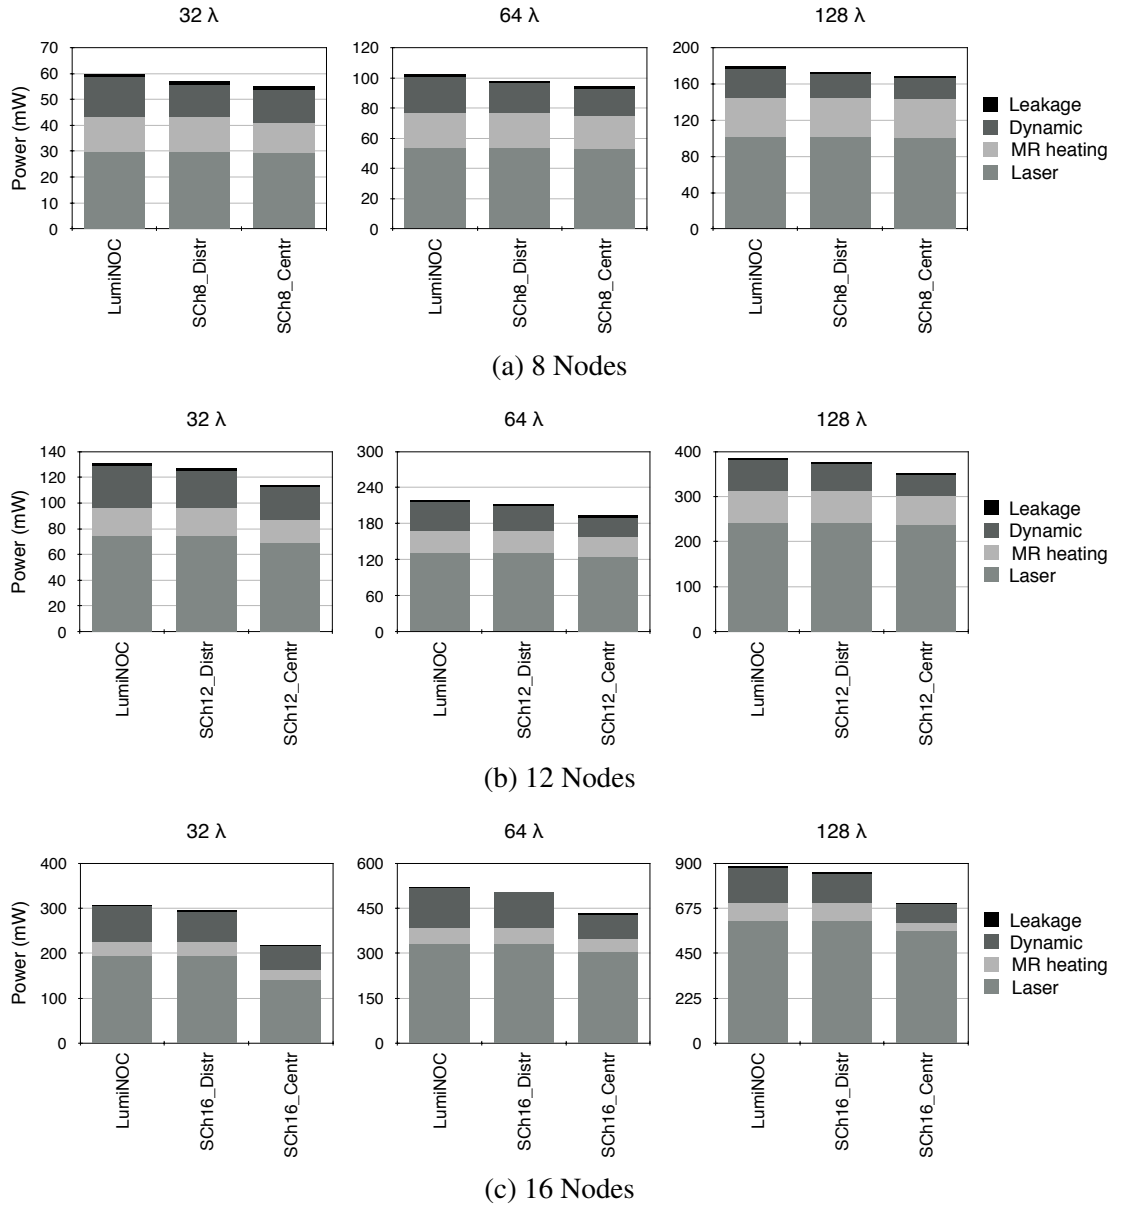 32 λ
64 λ
128 λ
Power (mW)
70
60
50
40
30
20
10
0
LumiNOC
SCh8_Distr
SCh8_Centr
120
100
80
60
40
20
0
LumiNOC
SCh8_Distr
SCh8_Centr
200
160
120
80
40
0
LumiNOC
SCh8_Distr
SCh8_Centr
Leakage
Dynamic
MR heating
Laser
(a) 8 Nodes
32 λ
64 λ
128 λ
Power (mW)
140
120
100
80
60
40
20
0
LumiNOC
SCh12_Distr
SCh12_Centr
300
240
180
120
60
0
LumiNOC
SCh12_Distr
SCh12_Centr
400
300
200
100
0
LumiNOC
SCh12_Distr
SCh12_Centr
Leakage
Dynamic
MR heating
Laser
(b) 12 Nodes
32 λ
64 λ
128 λ
Power (mW)
400
300
200
100
0
LumiNOC
SCh16_Distr
SCh16_Centr
600
450
300
150
0
LumiNOC
SCh16_Distr
SCh16_Centr
900
675
450
225
0
LumiNOC
SCh16_Distr
SCh16_Centr
Leakage
Dynamic
MR heating
Laser
(c) 16 Nodes